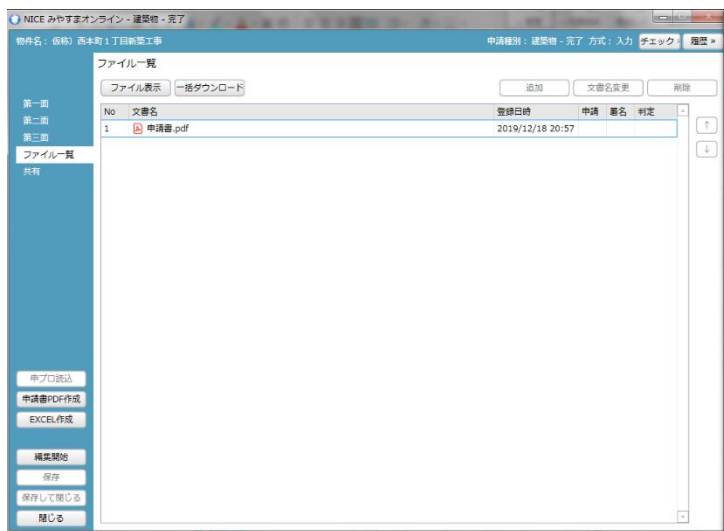 NICE みやすまオンライン - 建築物 - 完了
物件名： 仮称）西本町１丁目新築工事 申請種別： 建築物 - 完了 方式： 入力 チェック 履歴 »
ファイル一覧
ファイル表示 一括ダウンロード 追加 文書名変更 削除
第一面
第二面
第三面
ファイル一覧
共有
No 文書名 登録日時 申請 署名 判定
1 申請書.pdf 2019/12/18 20:57
↑
↓
申プロ読込
申請書PDF作成
EXCEL作成
編集開始
保存
保存して閉じる
閉じる